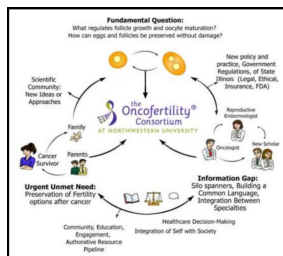 Fundamental Question:
What regulates follicle growth and oocyte maturation?
How can eggs and follicles be preserved without damage?
New policy and
practice, Government
Regulations, of State
Illinois (Legal, Ethical,
Insurance, FDA)
Scientific
Community:
New Ideas or
Approaches
the
Oncofertility®
Consortium
AT NORTHWESTERN UNIVERSITY
Reproductive
Endocrinologist
Family
Cancer
Survivor
Parents
Oncologist
New Scholar
Urgent Unmet Need:
Preservation of Fertility
options after cancer
Information Gap:
Silo spanners, Building a
Common Language,
Integration Between
Specialties
Healthcare Decision-Making
Integration of Self with Society
Community, Education,
Engagement,
Authorative Resource
Pipeline